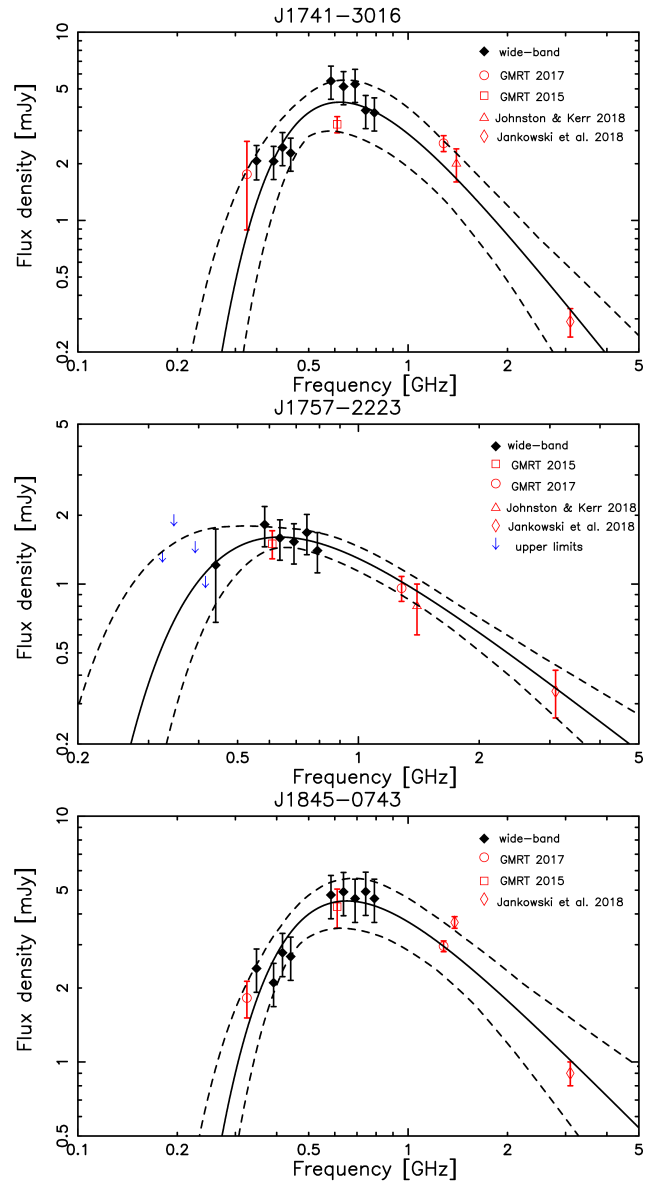 J1741−3016
10
5
2
1
0.5
0.2
Flux density [mJy]
wide−band
GMRT 2017
GMRT 2015
Johnston & Kerr 2018
Jankowski et al. 2018
0.1 0.2 0.5 1 2 5
Frequency [GHz]
J1757−2223
5
2
1
0.5
0.2
Flux density [mJy]
wide−band
GMRT 2015
GMRT 2017
Johnston & Kerr 2018
Jankowski et al. 2018
upper limits
0.2 0.5 1 2 5
Frequency [GHz]
J1845−0743
10
5
2
1
0.5
Flux density [mJy]
wide−band
GMRT 2017
GMRT 2015
Jankowski et al. 2018
0.1 0.2 0.5 1 2 5
Frequency [GHz]